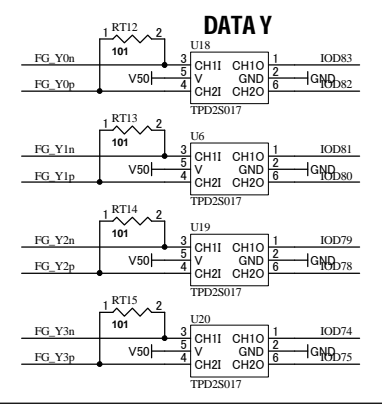 DATA Y
1 RT12 2
101
U18
FG_Y0n 3 CH1I CH1O 1 IOD83
V50 5 V GND 2 GND
FG_Y0p 4 CH2I CH2O 6 IOD82
TPD2S017
1 RT13 2
101
U6
FG_Y1n 3 CH1I CH1O 1 IOD81
V50 5 V GND 2 GND
FG_Y1p 4 CH2I CH2O 6 IOD80
TPD2S017
1 RT14 2
101
U19
FG_Y2n 3 CH1I CH1O 1 IOD79
V50 5 V GND 2 GND
FG_Y2p 4 CH2I CH2O 6 IOD78
TPD2S017
1 RT15 2
101
U20
FG_Y3n 3 CH1I CH1O 1 IOD74
V50 5 V GND 2 GND
FG_Y3p 4 CH2I CH2O 6 IOD75
TPD2S017